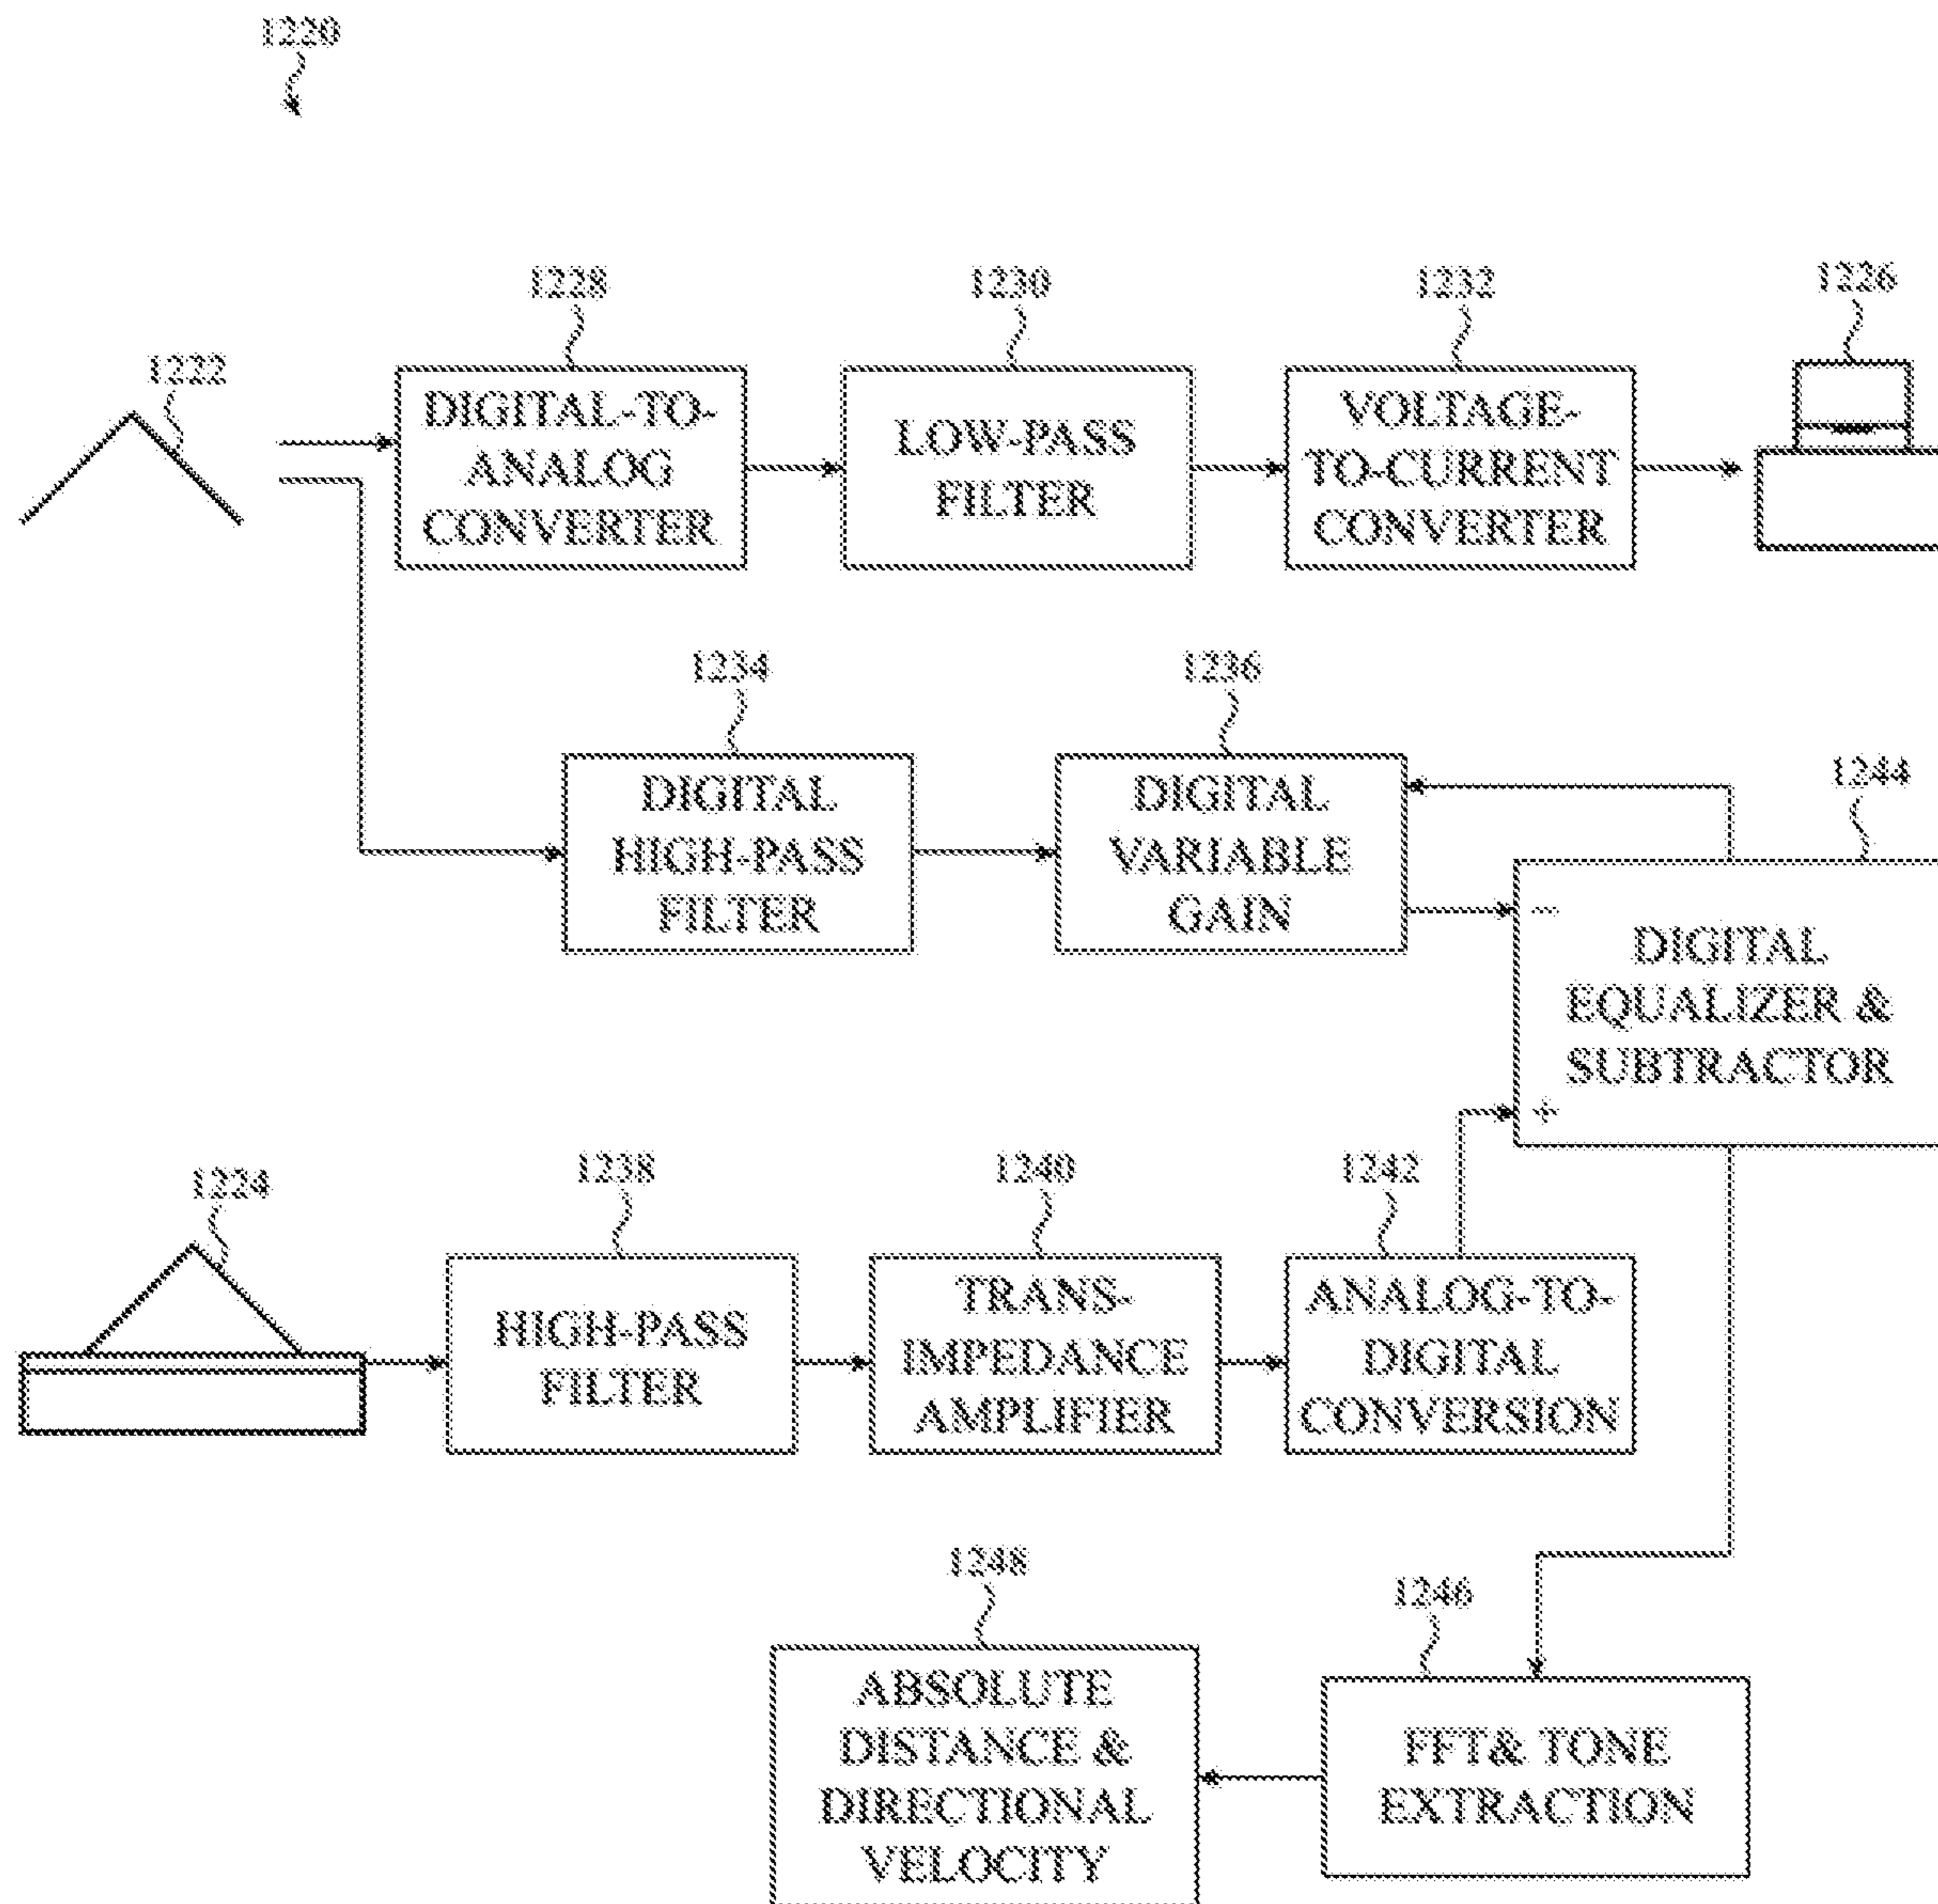 1220
1228
1230
1232
1226
1222
DIGITAL-TO-
ANALOG
CONVERTER
LOW-PASS
FILTER
VOLTAGE-
TO-CURRENT
CONVERTER
1234
1236
1244
DIGITAL
HIGH-PASS
FILTER
DIGITAL
VARIABLE
GAIN
−
DIGITAL
EQUALIZER &
SUBTRACTOR
+
1224
1238
1240
1242
HIGH-PASS
FILTER
TRANS-
IMPEDANCE
AMPLIFIER
ANALOG-TO-
DIGITAL
CONVERSION
1248
1246
ABSOLUTE
DISTANCE &
DIRECTIONAL
VELOCITY
FFT& TONE
EXTRACTION